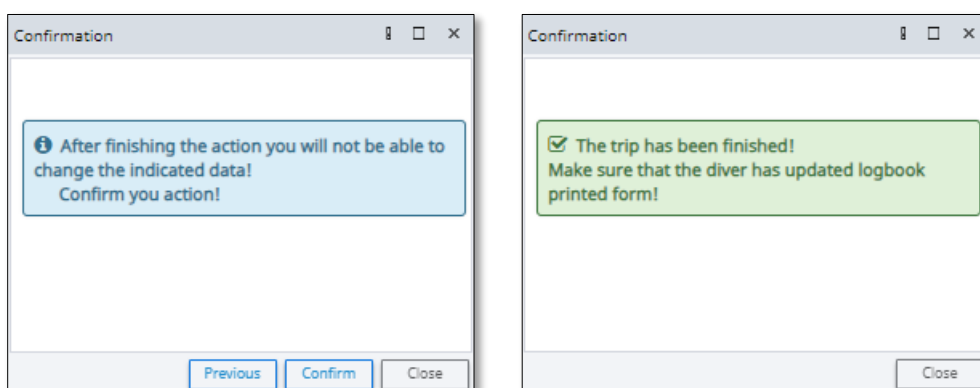 Confirmation
After finishing the action you will not be able to
change the indicated data!
Confirm you action!
Previous
Confirm
Close
Confirmation
The trip has been finished!
Make sure that the diver has updated logbook
printed form!
Close